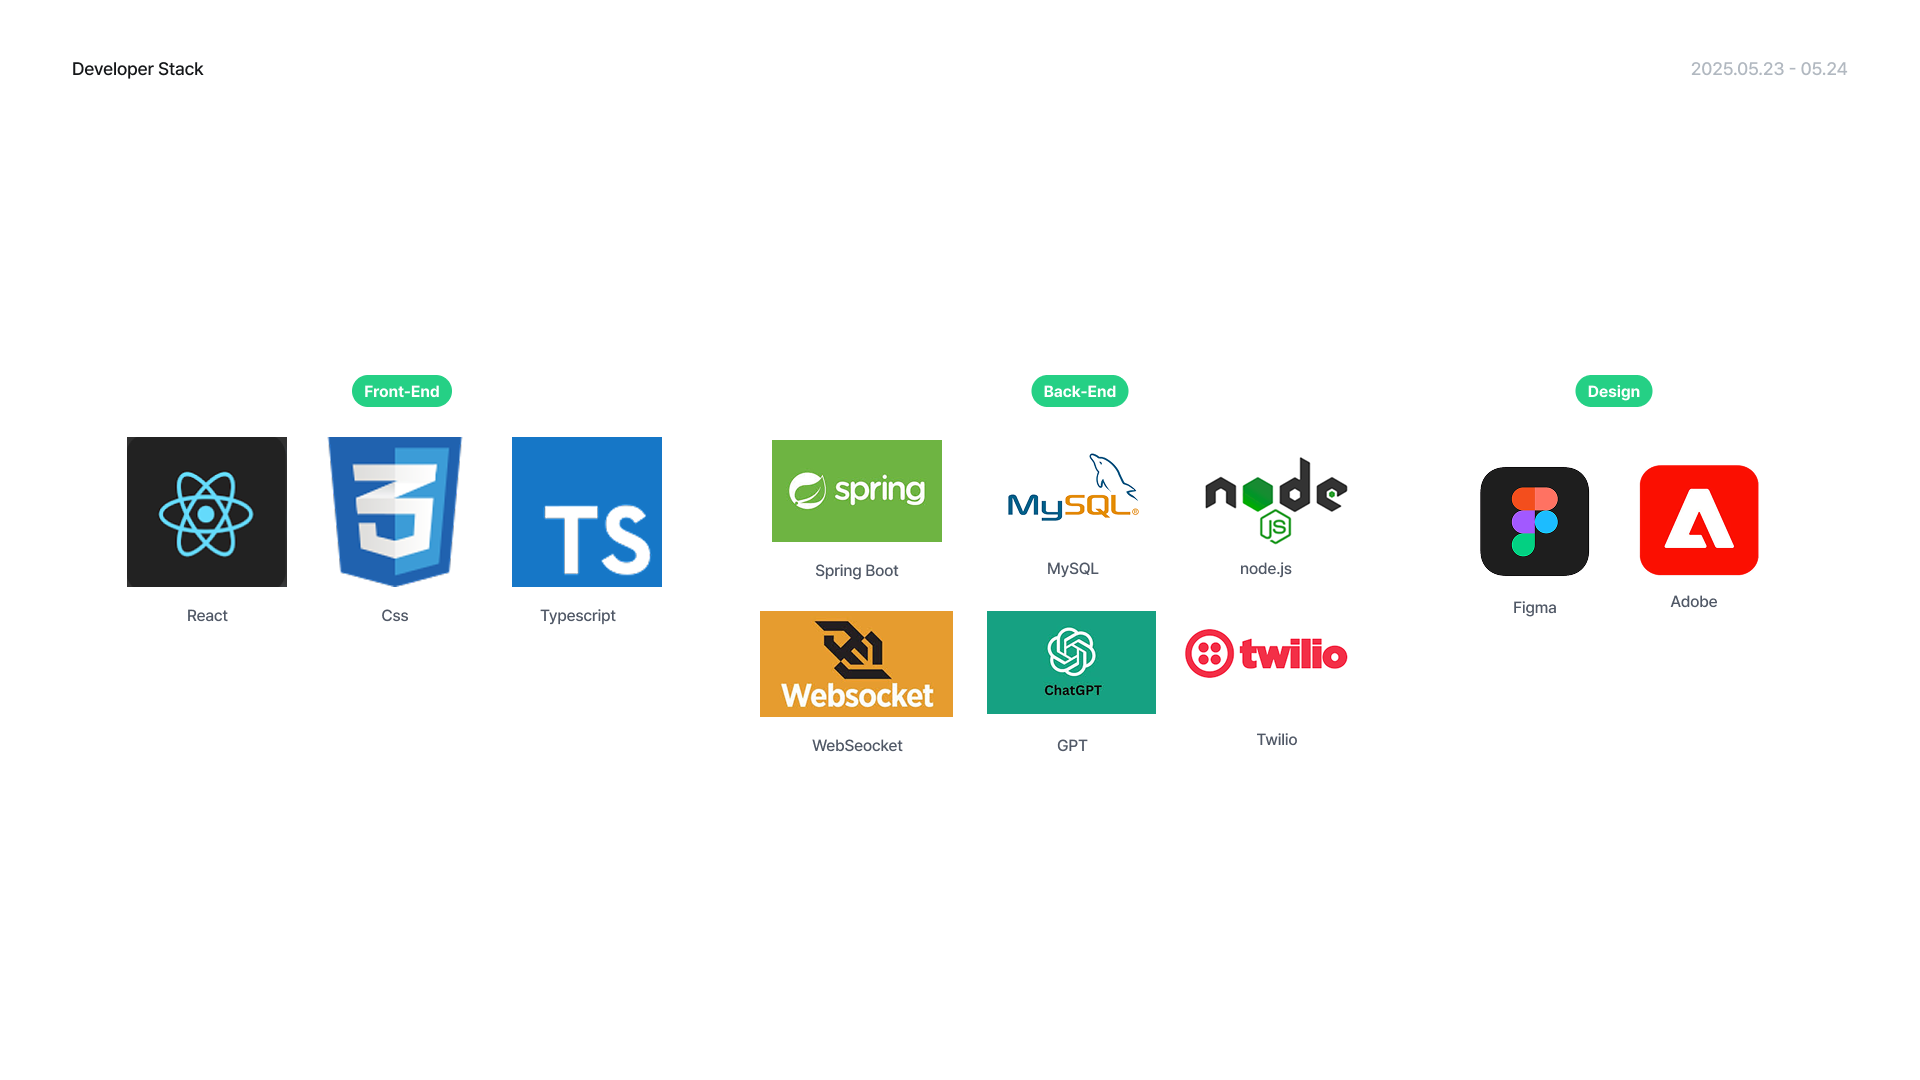 Developer Stack
2025.05.23 - 05.24
Front-End
TS
React
Css
Typescript
Back-End
spring
MySQL®
node
JS
Spring Boot
MySQL
node.js
Websocket
ChatGPT
twilio
WebSeocket
GPT
Twilio
Design
Figma
Adobe